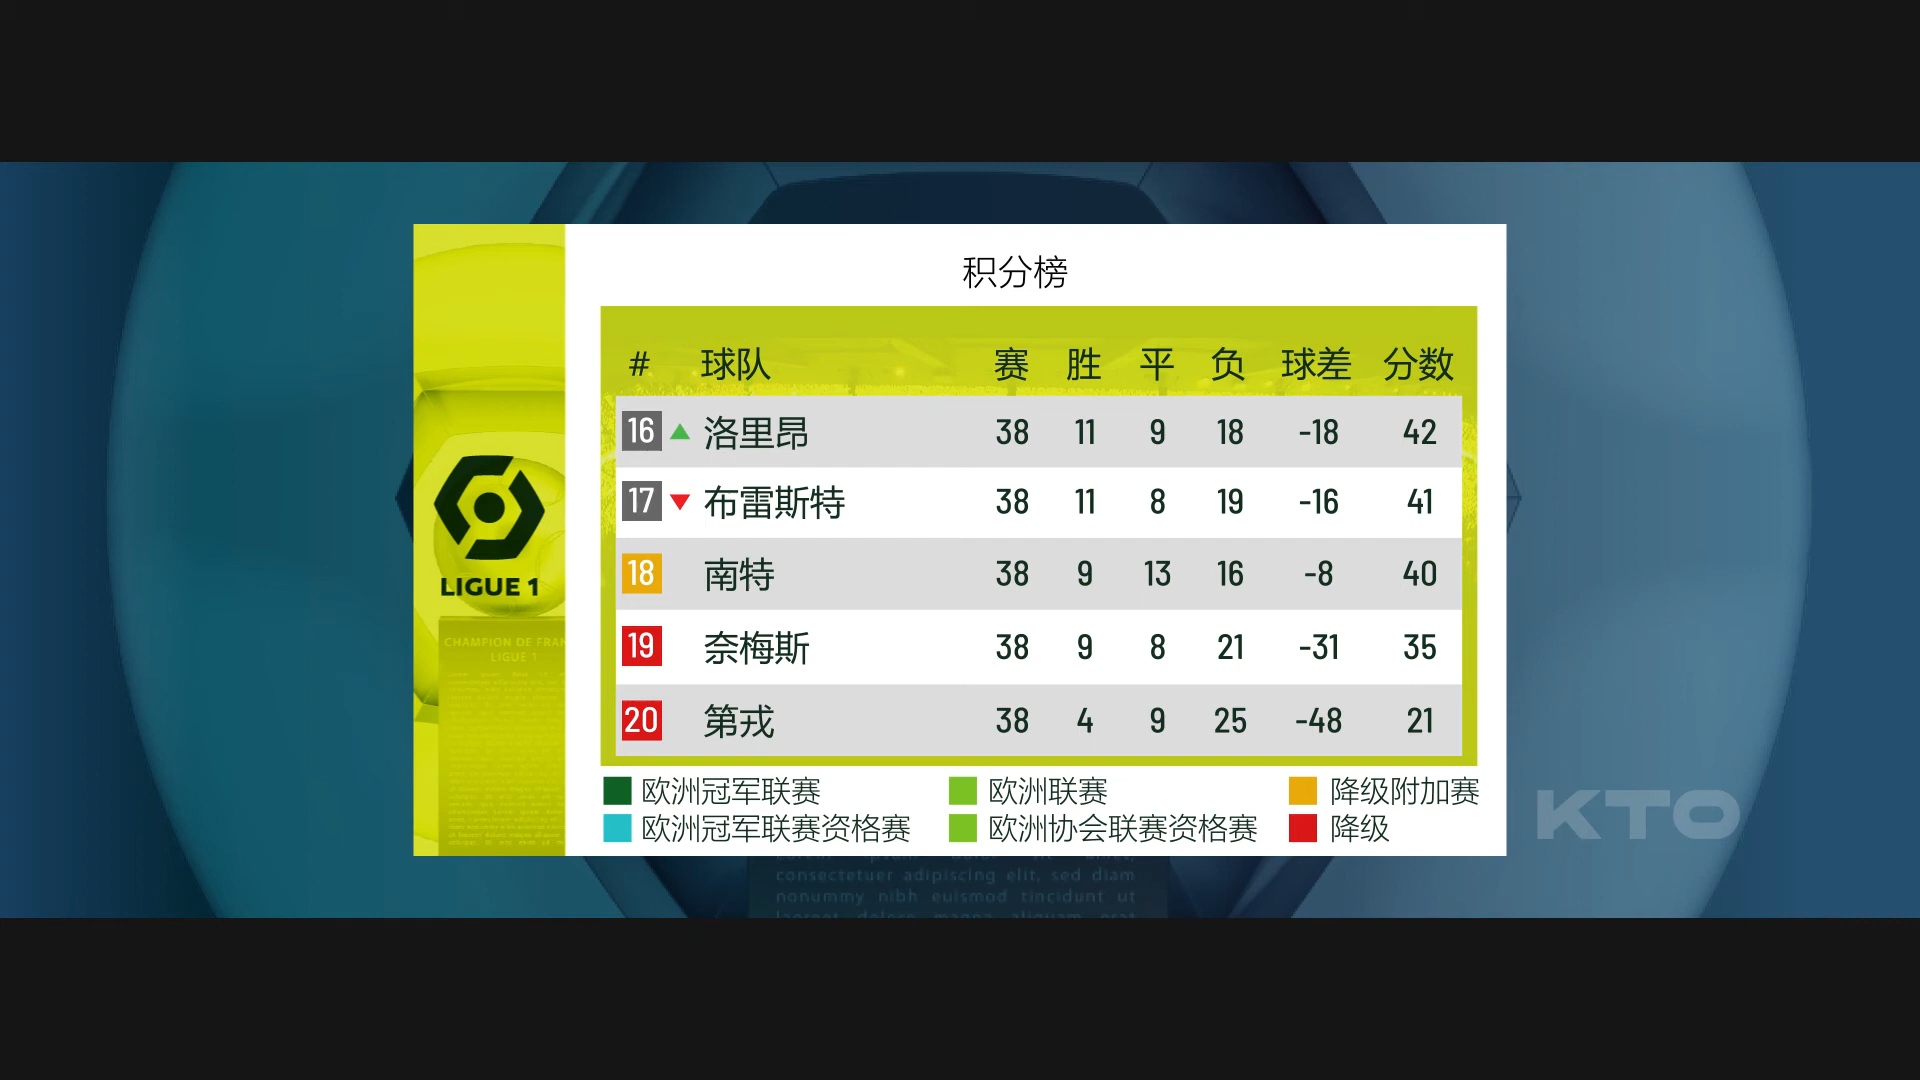 积分榜
# 球队 赛 胜 平 负 球差 分数
16 洛里昂 38 11 9 18 -18 42
17 布雷斯特 38 11 8 19 -16 41
18 南特 38 9 13 16 -8 40
19 奈梅斯 38 9 8 21 -31 35
20 第戎 38 4 9 25 -48 21
LIGUE 1
CHAMPION DE FRAN
LIGUE 1
欧洲冠军联赛 欧洲联赛 降级附加赛
欧洲冠军联赛资格赛 欧洲协会联赛资格赛 降级
KTO
consectetuer adipiscing elit, sed diam
nonummy nibh euismod tincidunt ut